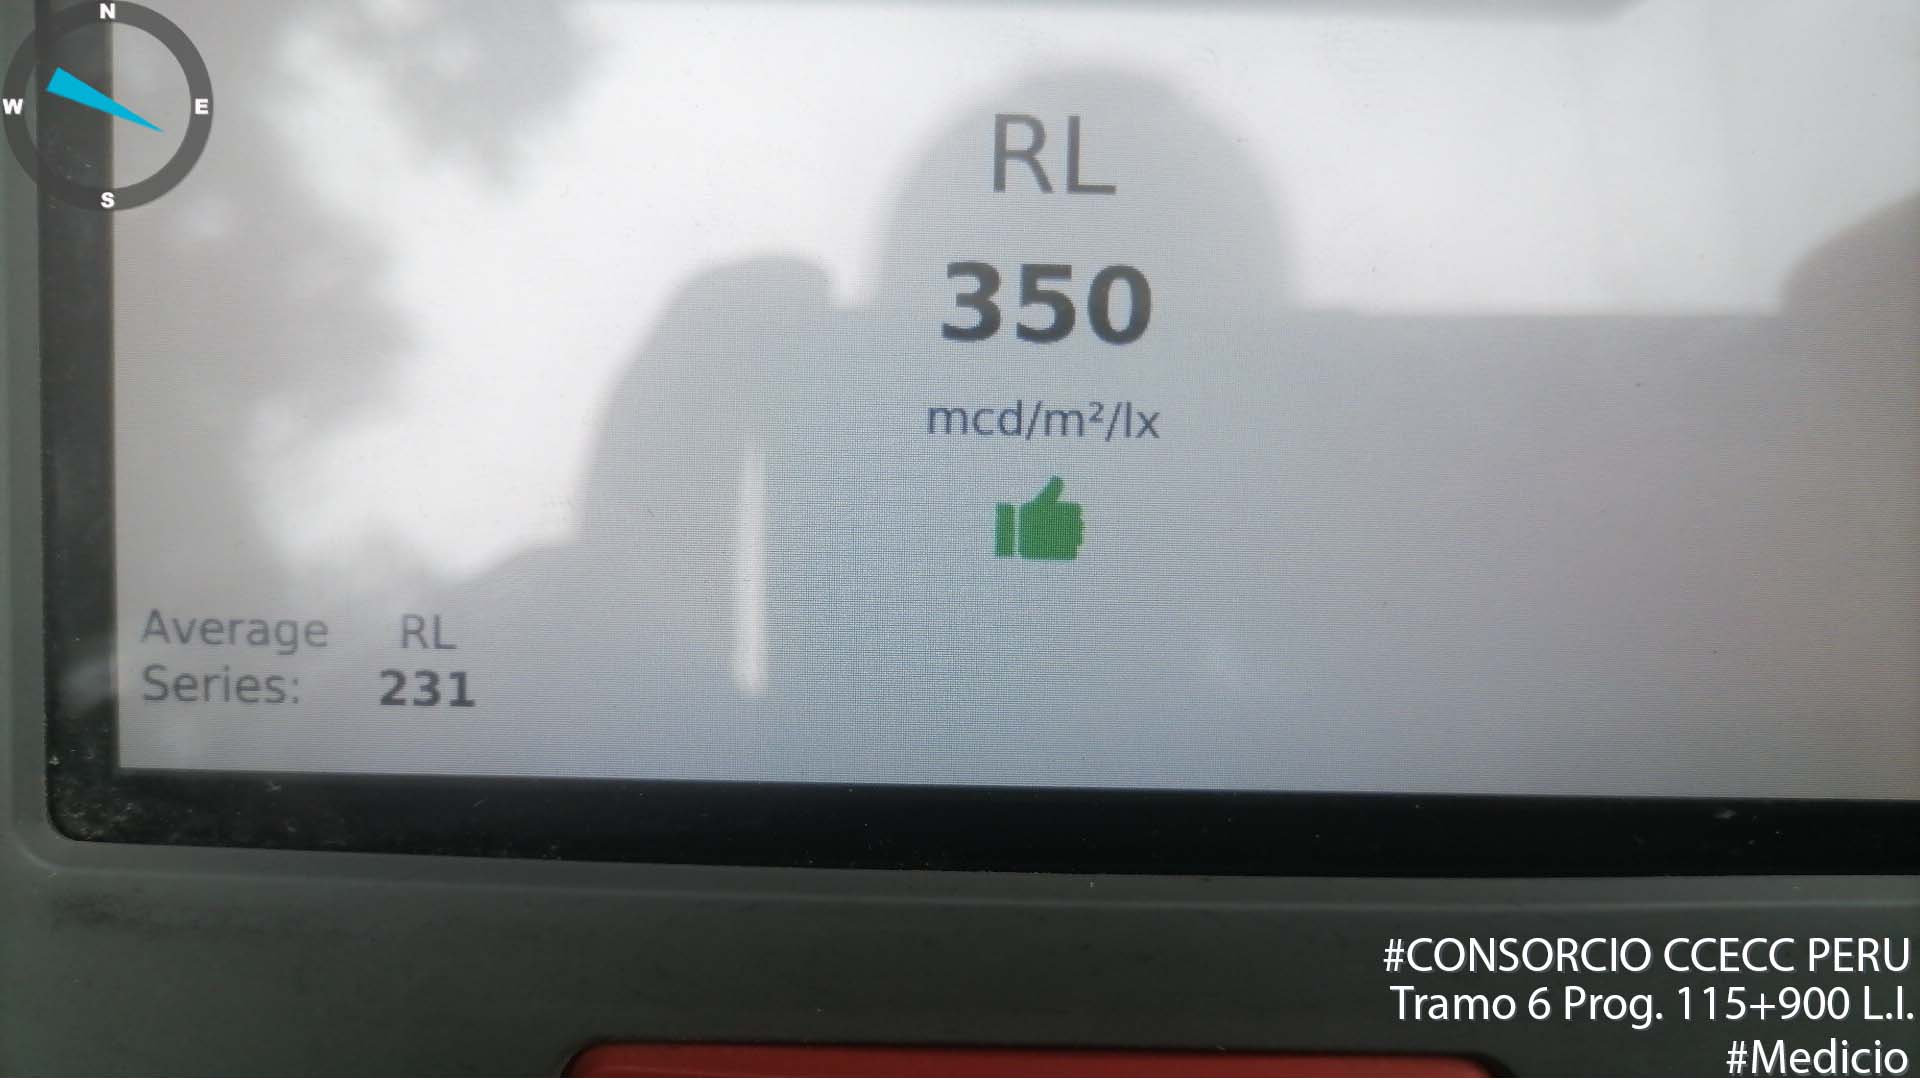 N
W E
S
RL
350
mcd/m²/lx
Average RL
Series: 231
#CONSORCIO CCECC PERU
Tramo 6 Prog. 115+900 L.I.
#Medicio